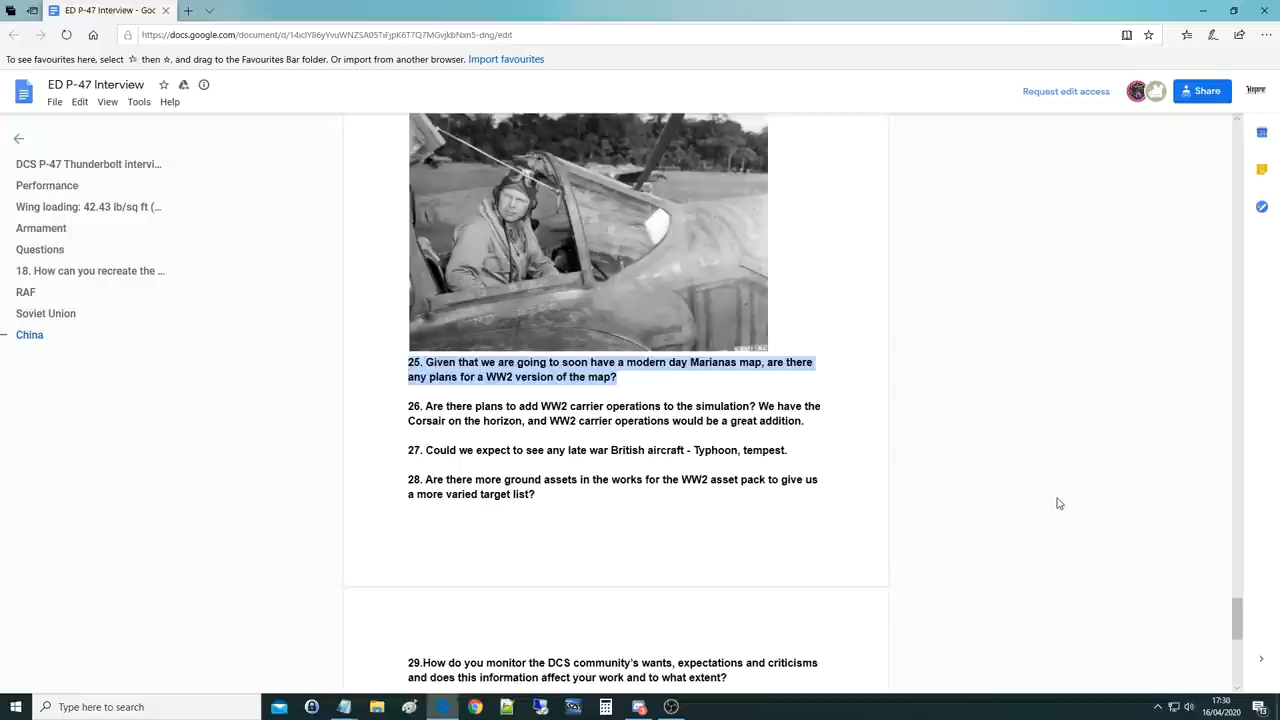 ED P-47 Interview - Goo
https://docs.google.com/document/d/14iclY86yYvuWNZSA05TiFjpK6T7Q7MGvjkbNxn5-dng/edit
To see favourites here, select ☆ then ☆, and drag to the Favourites Bar folder. Or import from another browser. Import favourites
ED P-47 Interview
File Edit View Tools Help
Request edit access
Share
DCS P-47 Thunderbolt intervi...
Performance
Wing loading: 42.43 lb/sq ft (...
Armament
Questions
18. How can you recreate the ...
RAF
Soviet Union
China
25. Given that we are going to soon have a modern day Marianas map, are there
any plans for a WW2 version of the map?
26. Are there plans to add WW2 carrier operations to the simulation? We have the
Corsair on the horizon, and WW2 carrier operations would be a great addition.
27. Could we expect to see any late war British aircraft - Typhoon, tempest.
28. Are there more ground assets in the works for the WW2 asset pack to give us
a more varied target list?
29.How do you monitor the DCS community's wants, expectations and criticisms
and does this information affect your work and to what extent?
Type here to search
17:30
16/04/2020